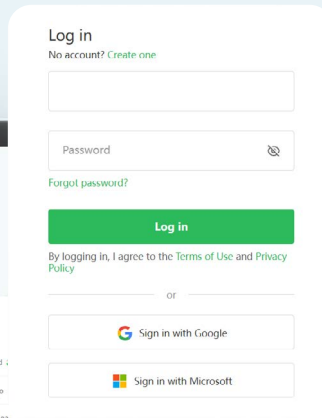 Log in
No account? Create one
Password
Forgot password?
Log in
By logging in, I agree to the Terms of Use and Privacy
Policy
or
Sign in with Google
Sign in with Microsoft